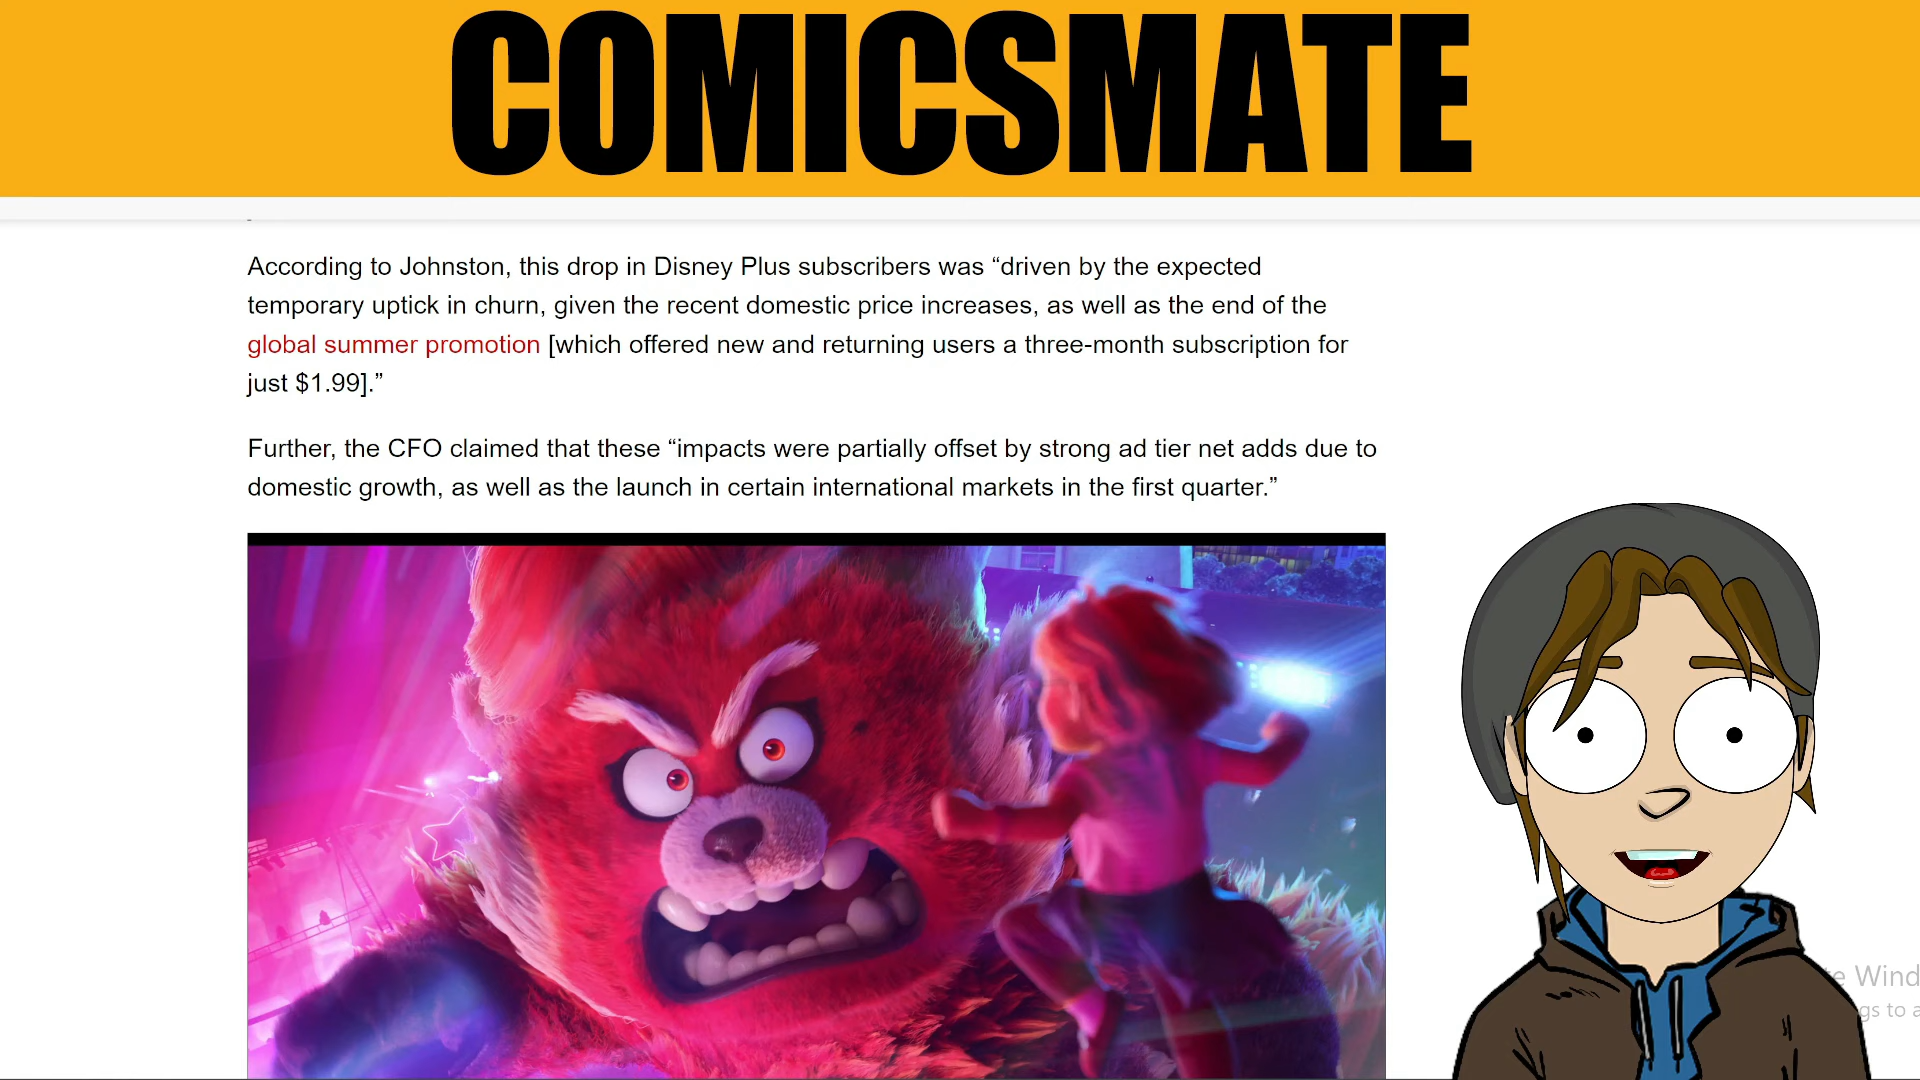 COMICSMATE
According to Johnston, this drop in Disney Plus subscribers was “driven by the expected
temporary uptick in churn, given the recent domestic price increases, as well as the end of the
global summer promotion [which offered new and returning users a three-month subscription for
just $1.99].”
Further, the CFO claimed that these “impacts were partially offset by strong ad tier net adds due to
domestic growth, as well as the launch in certain international markets in the first quarter.”